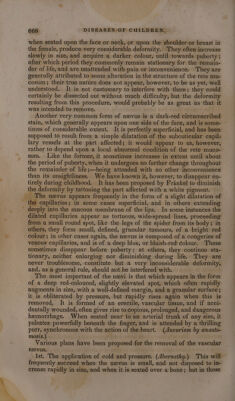 666 DISEASES OF CHILDREN.
when seated upon the face or neck, or upon the shoulder or breast in
the female, produce very considerable deformity. They often increase
slowly in size, and acquire a darker colour, until towards puberty;
after which period they commonly remain stationary for the remain-
der of life, and are unattended with pain or inconvenience. They are
generally attributed to some alteration in the structure of the rete mu-
cosum; their true nature does not appear, however, to be as yet, well
understood. It is not customary to interfere with these; they could
certainly be dissected out without much difficulty, but the deformity
resulting from this procedure, would probably be as great as that it
was intended to remove.
Another very common form of nævus is a dark-red circumscribed
stain, which generally appears upon one side of the face, and is some-
times of considerable extent. It is perfectly superficial, and has been
supposed to result from a simple dilatation of the subcuticular capil-
lary vessels at the part affected; it would appear to us, however,
rather to depend upon a local abnormal condition of the rete muco-
sum. Like the former, it sometimes increases in extent until about
the period of puberty, when it undergoes no further change throughout
the remainder of life;—being attended with no other inconvenience
than its unsightliness. We have known it, however, to disappear en-
tirely during childhood. It has been proposed by Frické to diminish
the deformity by tattooing the part affected with a white pigment.
The nævus appears frequently in the form of a slight dilatation of
the capillaries; in some cases superficial, and in others extending
deeply into the mucous membrane of the lips. In some cases, the
dilated capillaries appear as tortuous, wide-spread lines, proceeding
from a small round spot, like the legs of the spider from its body; in
others, they form small, defined, granular tumours, of a bright red
colour; in other cases again, the nævus is composed of a congeries of
venous capillaries, and is of a deep blue, or bluish-red colour. These
sometimes disappear before puberty; at others, they continue sta-
tionary, neither enlarging nor diminishing during life. They are
never troublesome, constitute but a very inconsiderable deformity,
and, as a general rule, should not be interfered with.
The most important of the nævi is that which appears in the form
of a deep red-coloured, slightly elevated spot, which often rapidly
augments in size, with a well-defined margin, and a granular surface;
it is obliterated by pressure, but rapidly rises again when this is
removed. It is formed of an erectile, vascular tissue, and if acci-
dentally wounded, often gives rise to copious, prolonged, and dangerous
hæmorrhage. When seated near to an arterial trunk of any size, it
pulsates powerfully beneath the finger, and is attended by a thrilling
purr, synchronous with the action of the heart. (Aneurism by anasto-
mosis.)
Various plans have been proposed for the removal of the vascular
nævus.
1st. The application of cold and pressure. (Abernethy.) This will
frequently succeed when the nævus is small, and not disposed to in-
crease rapidly in size, and when it is seated over a bone; but in those